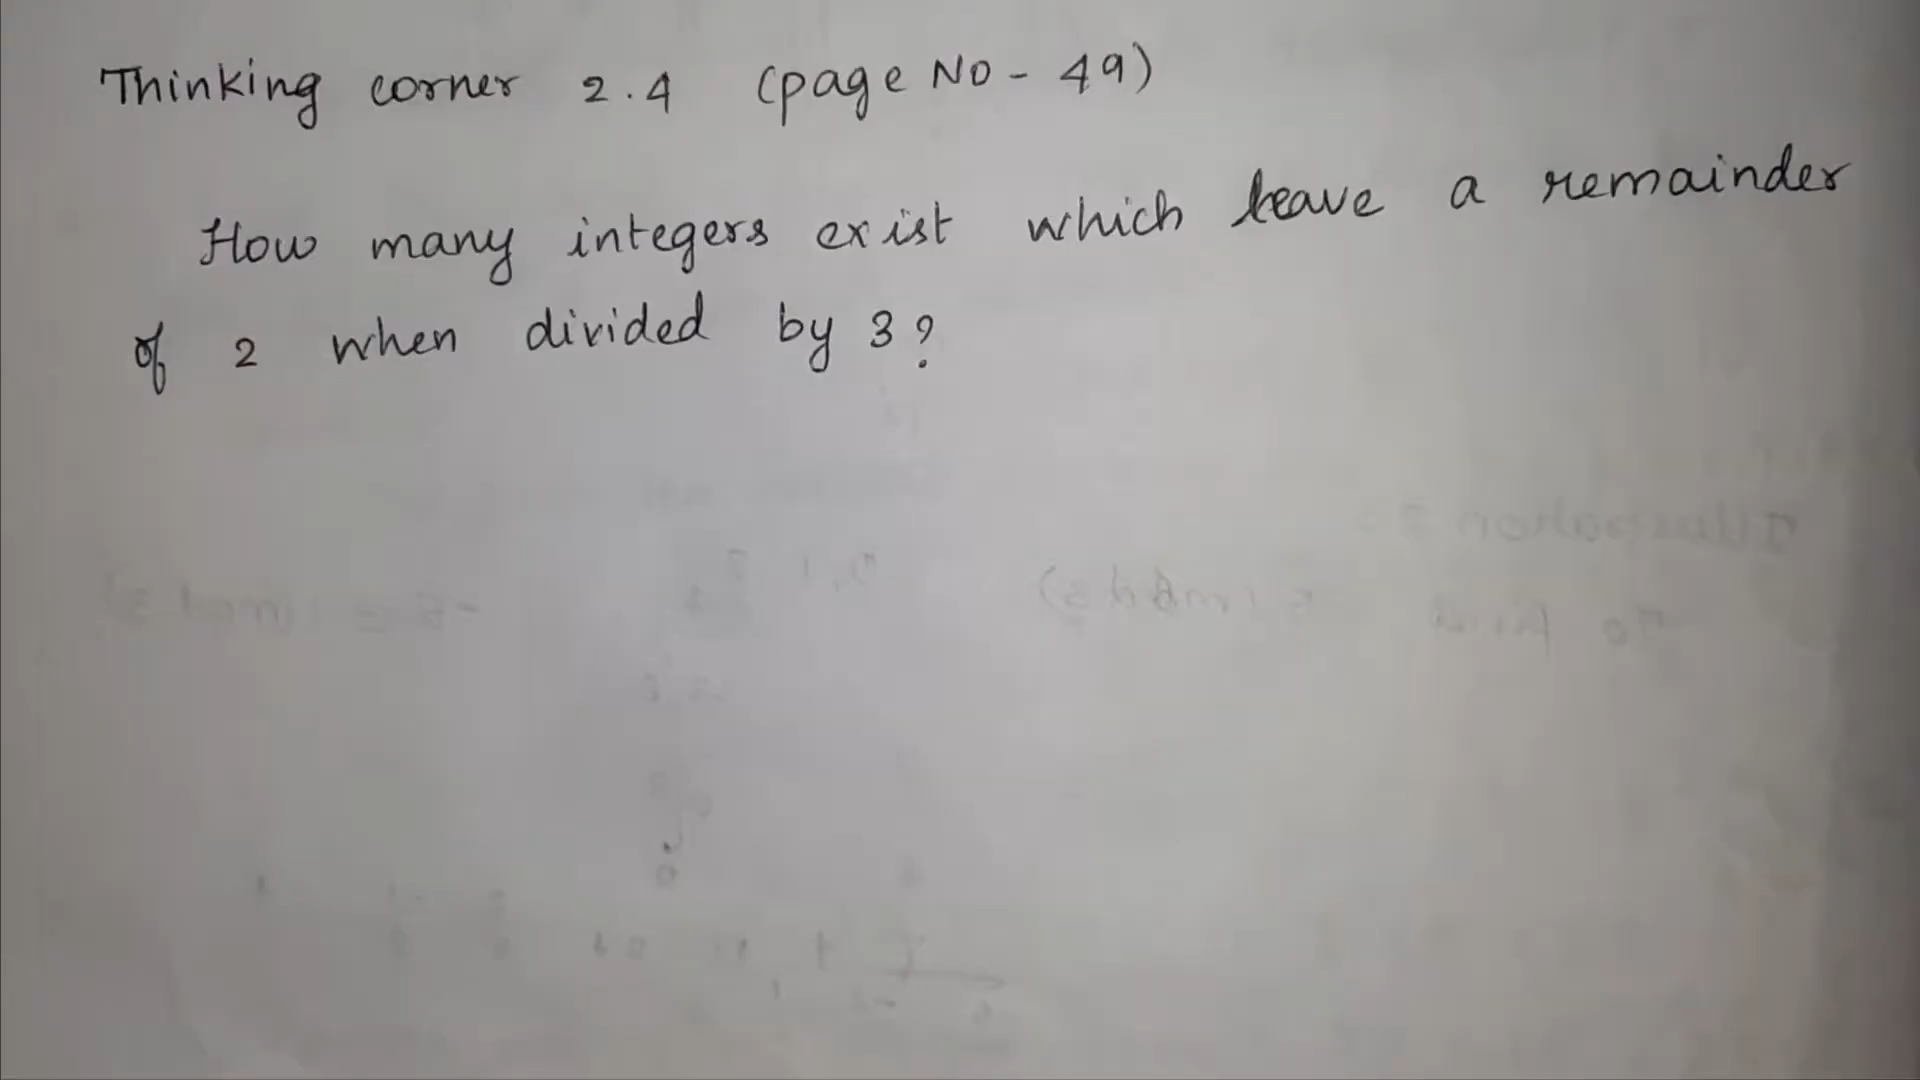 Thinking corner 2.4 (page No - 49)
How many integers exist which leave a remainder
of 2 when divided by 3?